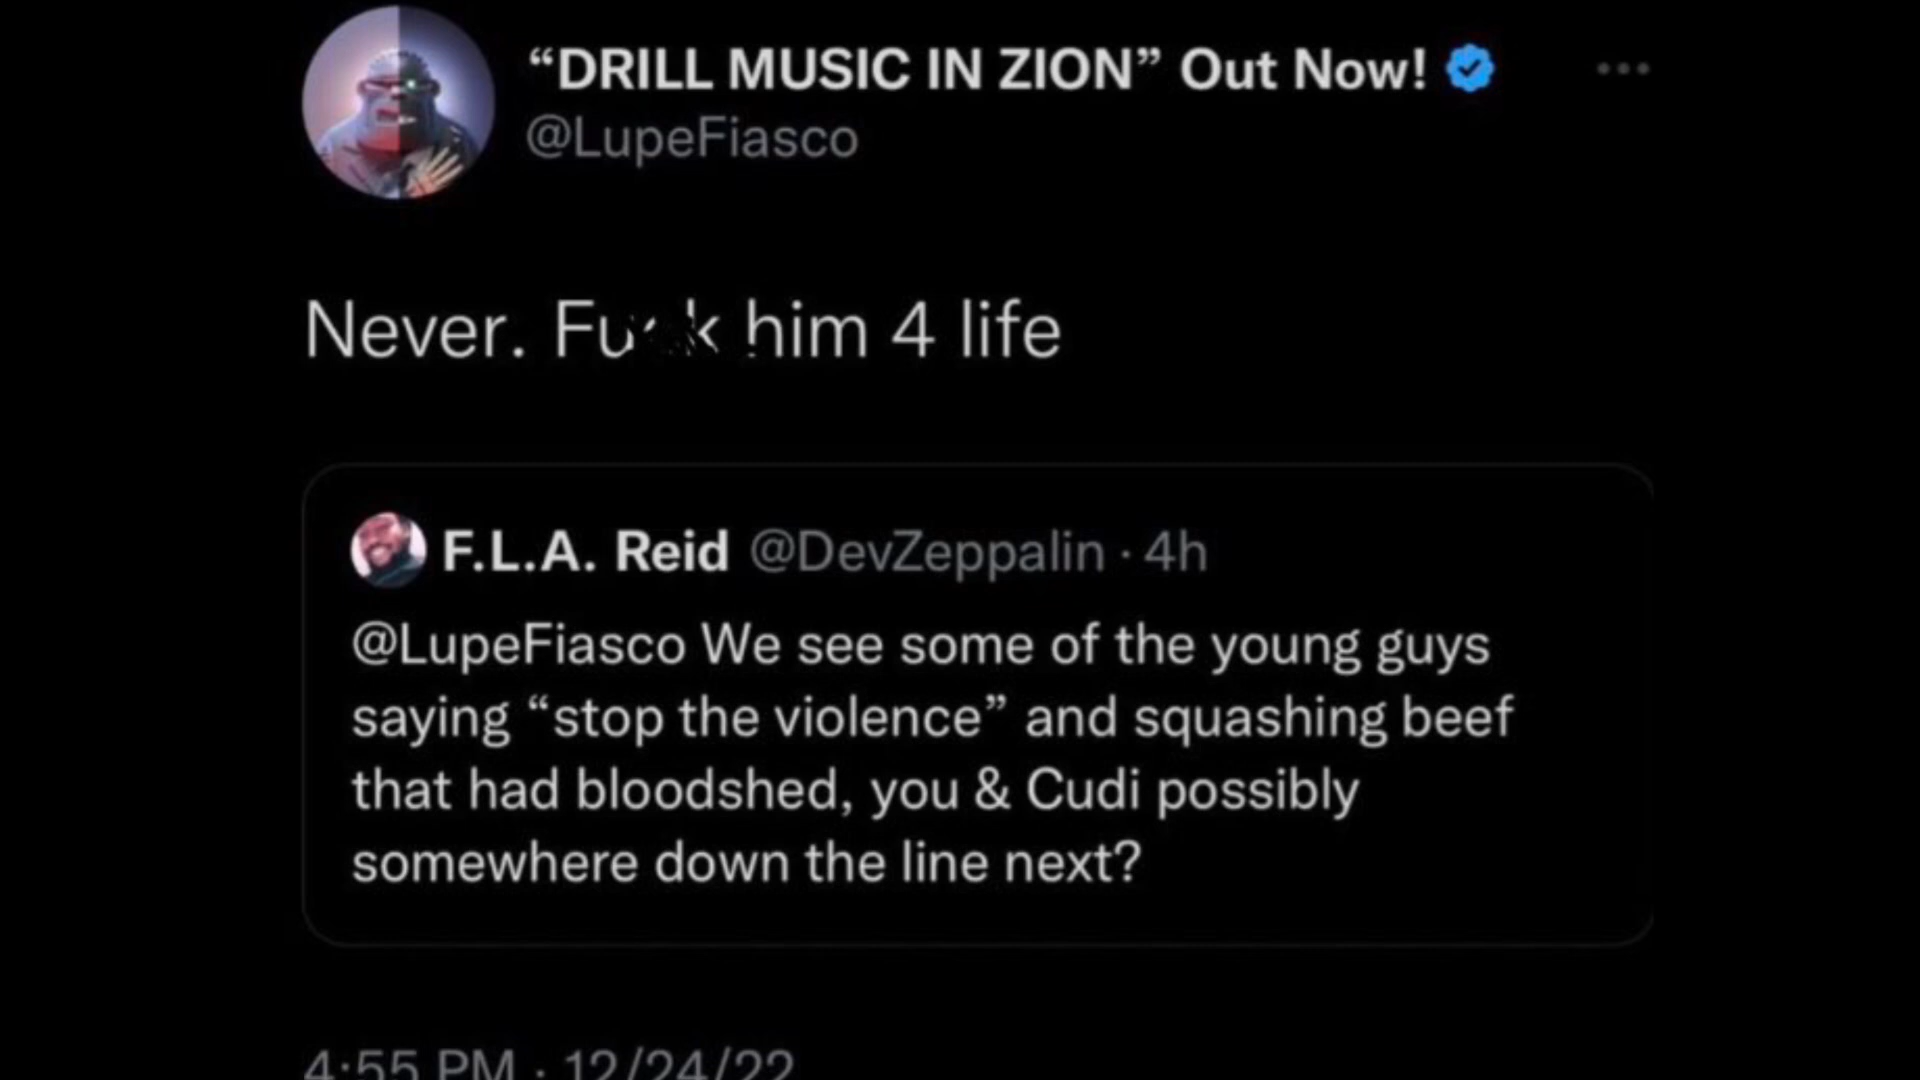 “DRILL MUSIC IN ZION” Out Now!
@LupeFiasco
Never. Fu k him 4 life
F.L.A. Reid @DevZeppalin · 4h
@LupeFiasco We see some of the young guys
saying “stop the violence” and squashing beef
that had bloodshed, you & Cudi possibly
somewhere down the line next?
4:55 PM · 12/24/22